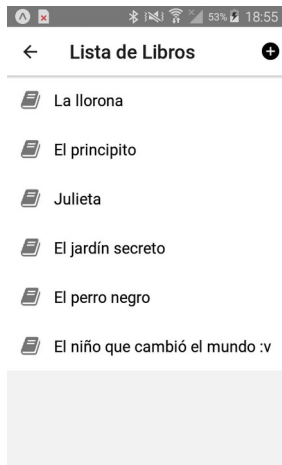 53% 18:55
Lista de Libros
La llorona
El principito
Julieta
El jardín secreto
El perro negro
El niño que cambió el mundo :v